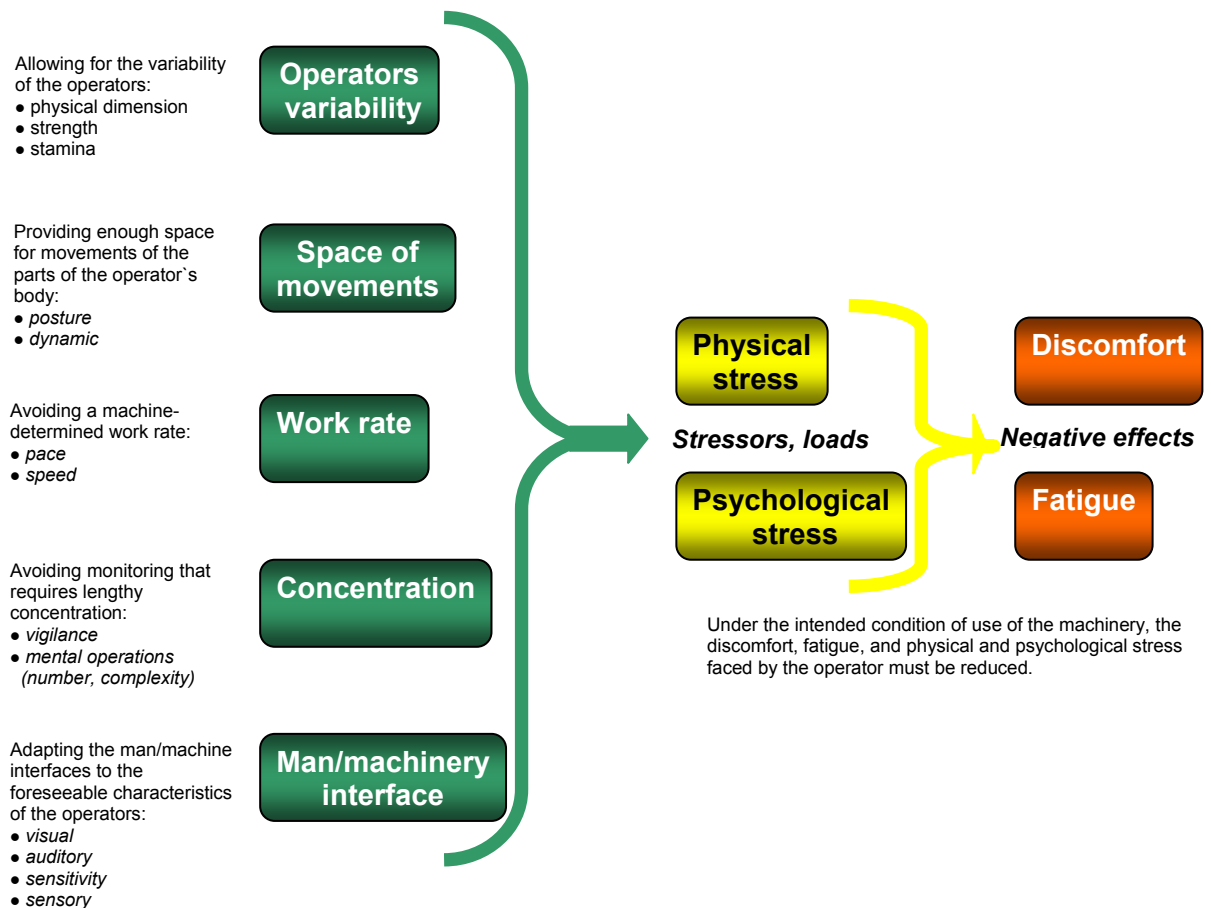 Allowing for the variability
of the operators:
● physical dimension
● strength
● stamina
Operators
variability
Providing enough space
for movements of the
parts of the operator`s
body:
● posture
● dynamic
Space of
movements
Avoiding a machine-
determined work rate:
● pace
● speed
Work rate
Avoiding monitoring that
requires lengthy
concentration:
● vigilance
● mental operations
(number, complexity)
Concentration
Adapting the man/machine
interfaces to the
foreseeable characteristics
of the operators:
● visual
● auditory
● sensitivity
● sensory
Man/machinery
interface
Physical
stress
Stressors, loads
Psychological
stress
Discomfort
Negative effects
Fatigue
Under the intended condition of use of the machinery, the
discomfort, fatigue, and physical and psychological stress
faced by the operator must be reduced.